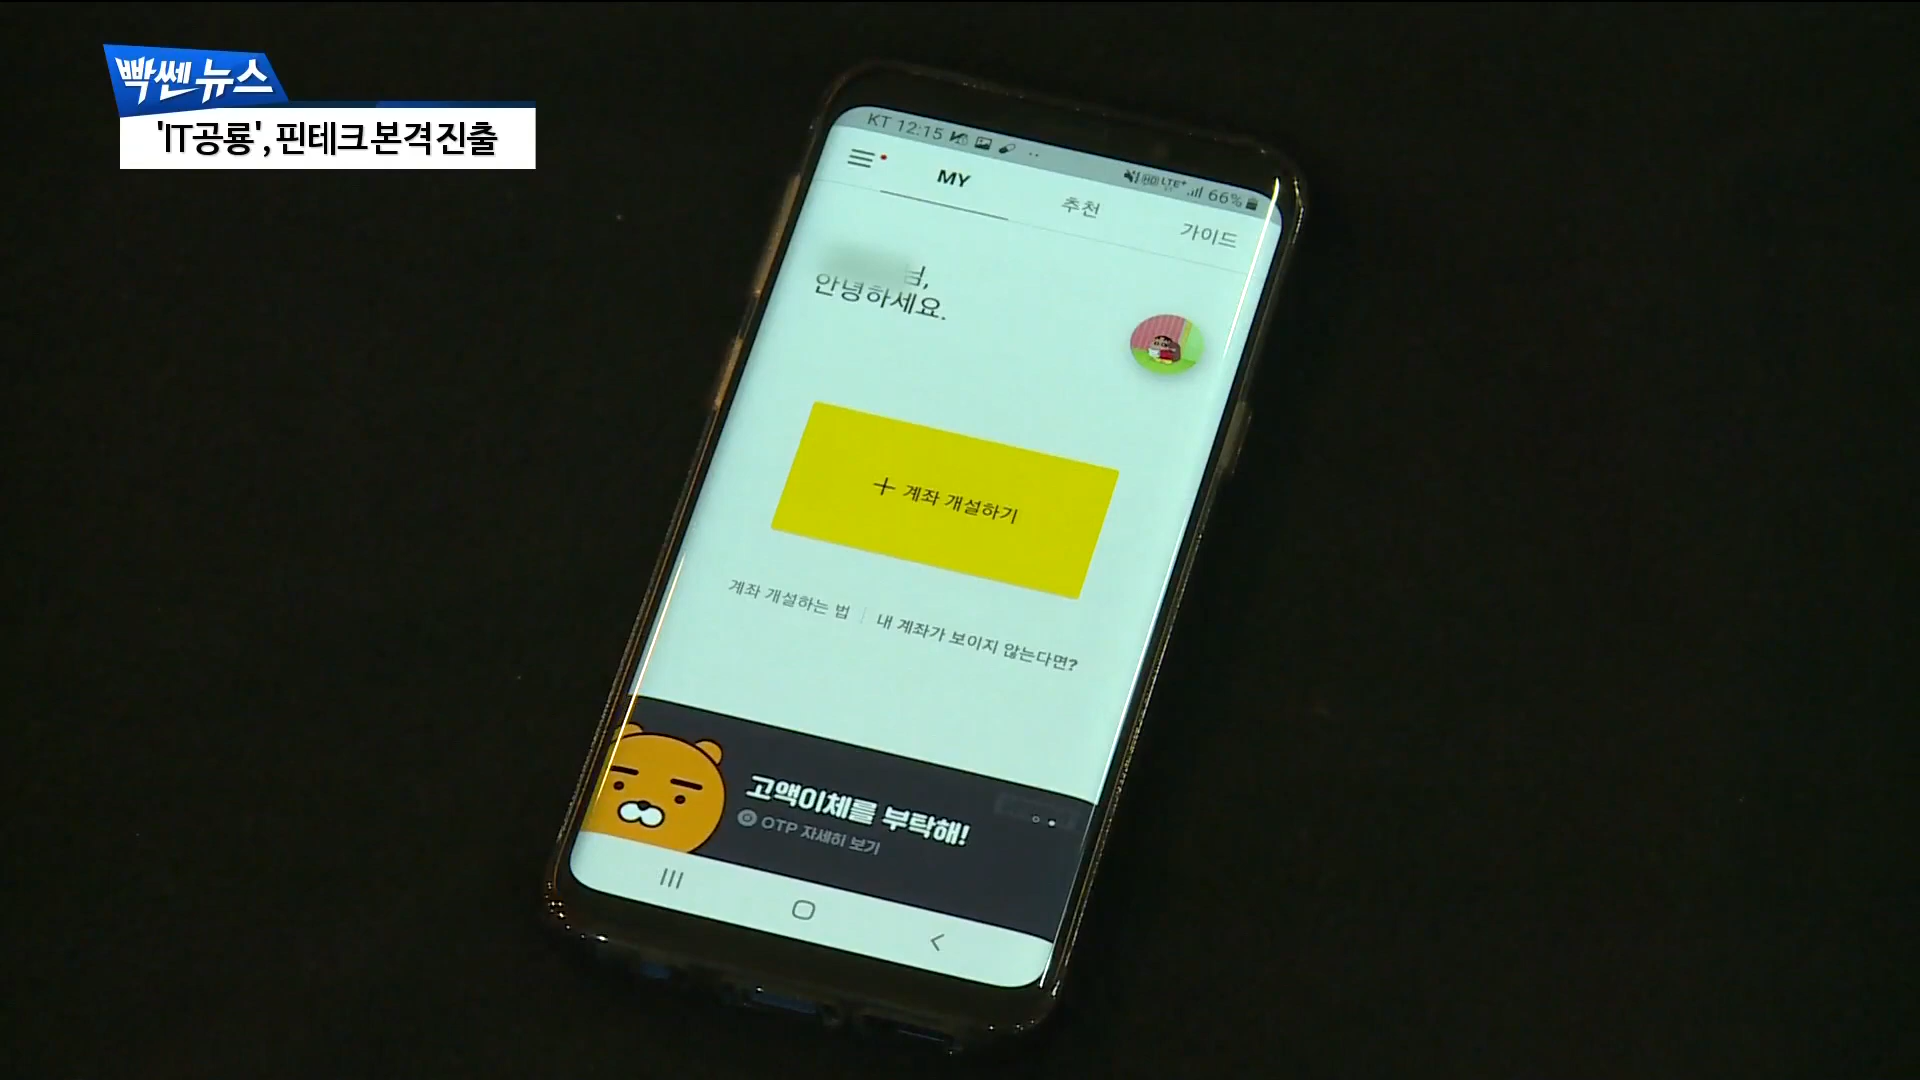 빡쎈뉴스
'IT공룡', 핀테크 본격 진출
KT 12:15
LTE+ 66%
MY
추천
가이드
님,
안녕하세요.
+ 계좌 개설하기
계좌 개설하는 법 | 내 계좌가 보이지 않는다면?
고액이체를 부탁해!
OTP 자세히 보기